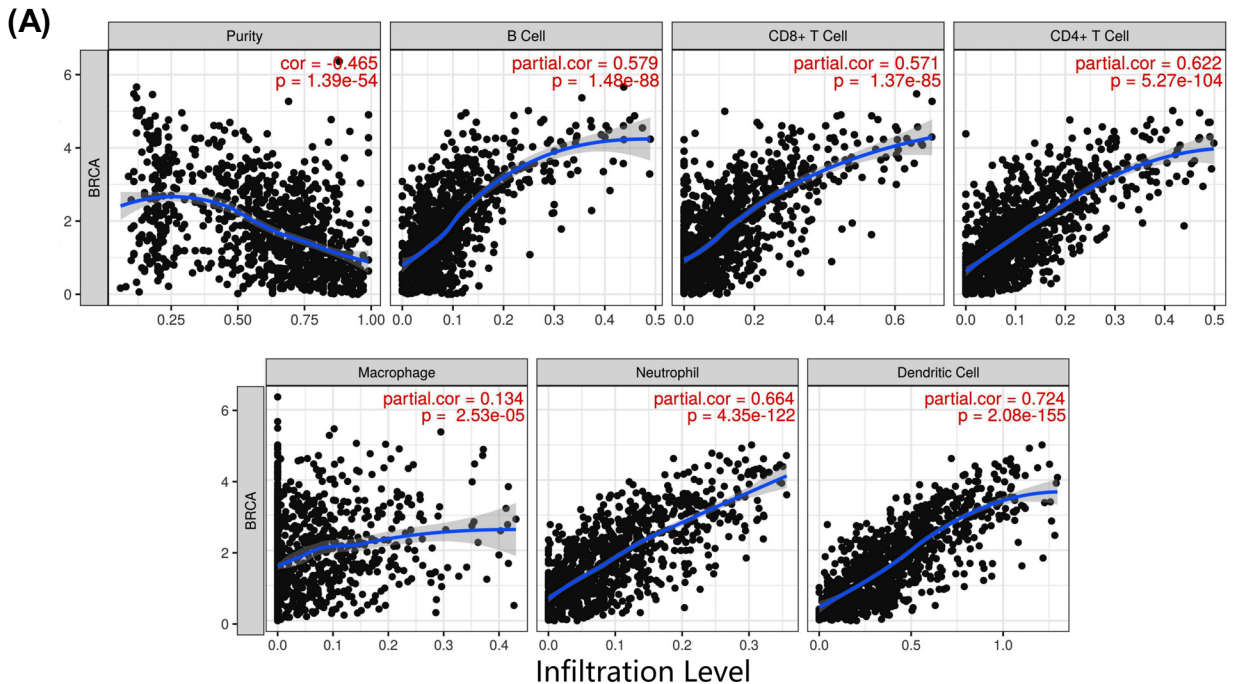 (A)
Purity
B Cell
CD8+ T Cell
CD4+ T Cell
cor = -0.465
p = 1.39e-54
partial.cor = 0.579
p = 1.48e-88
partial.cor = 0.571
p = 1.37e-85
partial.cor = 0.622
p = 5.27e-104
BRCA
6
4
2
0
0.25 0.50 0.75 1.00
0.0 0.1 0.2 0.3 0.4 0.5
0.0 0.2 0.4 0.6
0.0 0.1 0.2 0.3 0.4 0.5
Macrophage
Neutrophil
Dendritic Cell
partial.cor = 0.134
p = 2.53e-05
partial.cor = 0.664
p = 4.35e-122
partial.cor = 0.724
p = 2.08e-155
BRCA
6
4
2
0
0.0 0.1 0.2 0.3 0.4
0.0 0.1 0.2 0.3
0.0 0.5 1.0
Infiltration Level